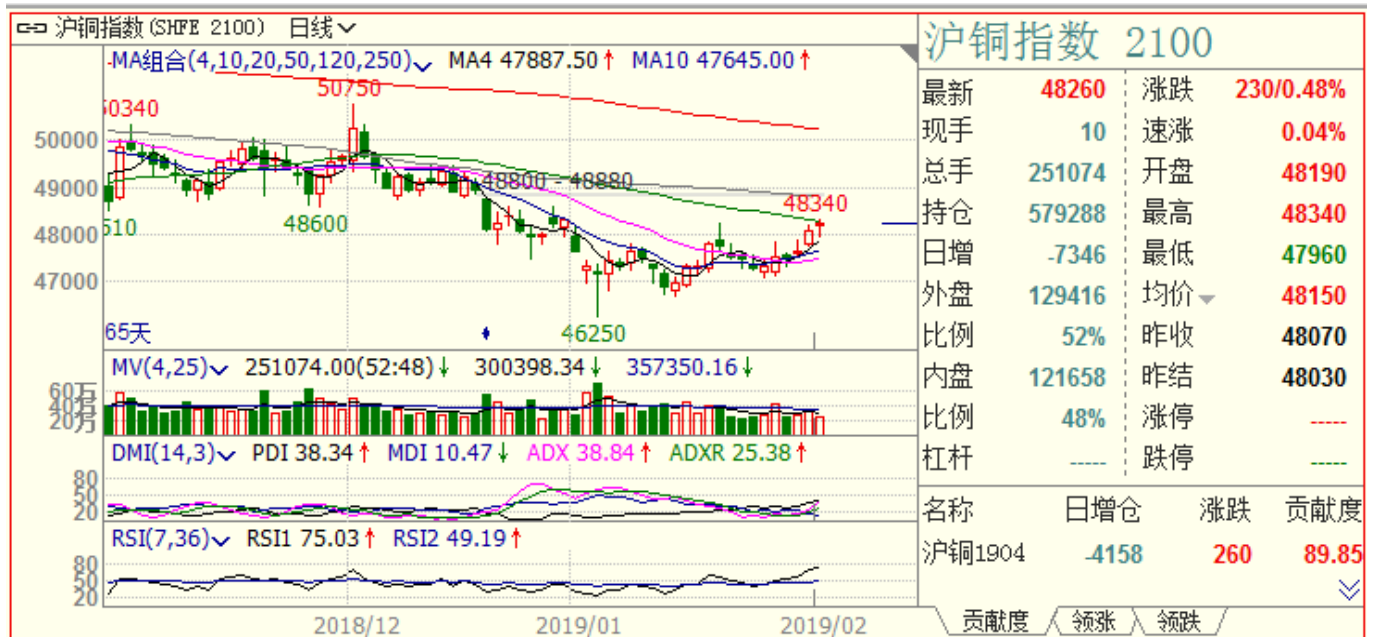 沪铜指数(SHFE 2100) 日线
MA组合(4,10,20,50,120,250) MA4 47887.50↑ MA10 47645.00↑
50750
50340
50000
49000
48800 - 48880
48340
48600
510
48000
47000
65天
46250
MV(4,25) 251074.00(52:48)↓ 300398.34↓ 357350.16↓
60万
40万
20万
DMI(14,3) PDI 38.34↑ MDI 10.47↓ ADX 38.84↑ ADXR 25.38↑
80
50
20
RSI(7,36) RSI1 75.03↑ RSI2 49.19↑
80
50
20
2018/12 2019/01 2019/02
沪铜指数 2100
最新 48260 涨跌 230/0.48%
现手 10 速涨 0.04%
总手 251074 开盘 48190
持仓 579288 最高 48340
日增 -7346 最低 47960
外盘 129416 均价 48150
比例 52% 昨收 48070
内盘 121658 昨结 48030
比例 48% 涨停 -----
杠杆 ----- 跌停 -----
名称 日增仓 涨跌 贡献度
沪铜1904 -4158 260 89.85
贡献度 领涨 领跌